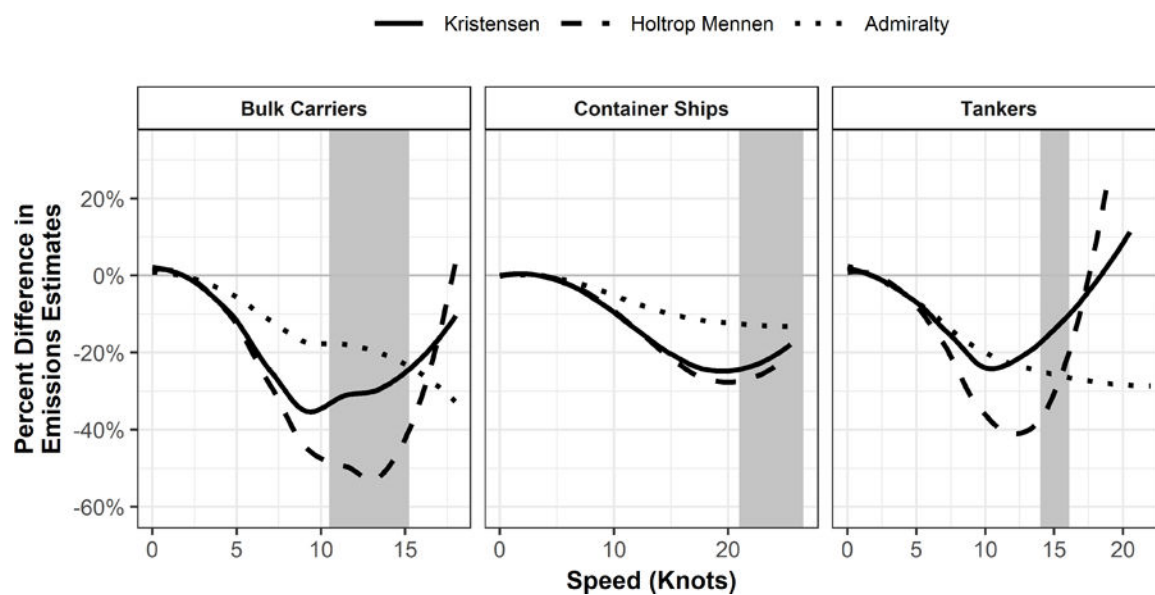 Kristensen Holtrop Mennen Admiralty
Bulk Carriers Container Ships Tankers
Percent Difference in
Emissions Estimates
20%
0%
-20%
-40%
-60%
0 5 10 15 0 10 20 0 5 10 15 20
Speed (Knots)